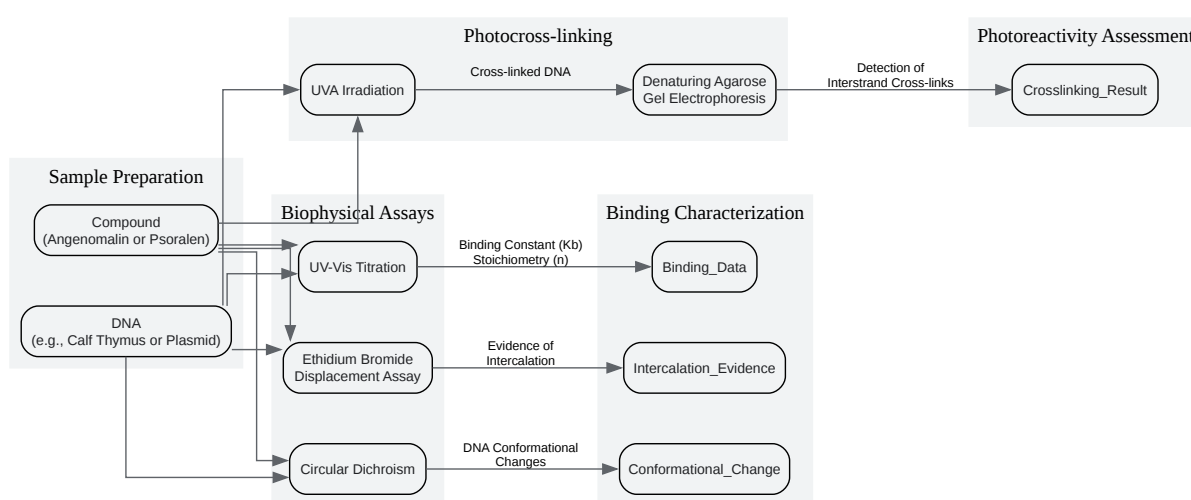 Photocross-linking
Photoreactivity Assessment
UVA Irradiation
Cross-linked DNA
Denaturing Agarose
Gel Electrophoresis
Detection of
Interstrand Cross-links
Crosslinking_Result
Sample Preparation
Compound
(Angenomalin or Psoralen)
DNA
(e.g., Calf Thymus or Plasmid)
Biophysical Assays
Binding Characterization
UV-Vis Titration
Binding Constant (Kb)
Stoichiometry (n)
Binding_Data
Ethidium Bromide
Displacement Assay
Evidence of
Intercalation
Intercalation_Evidence
Circular Dichroism
DNA Conformational
Changes
Conformational_Change